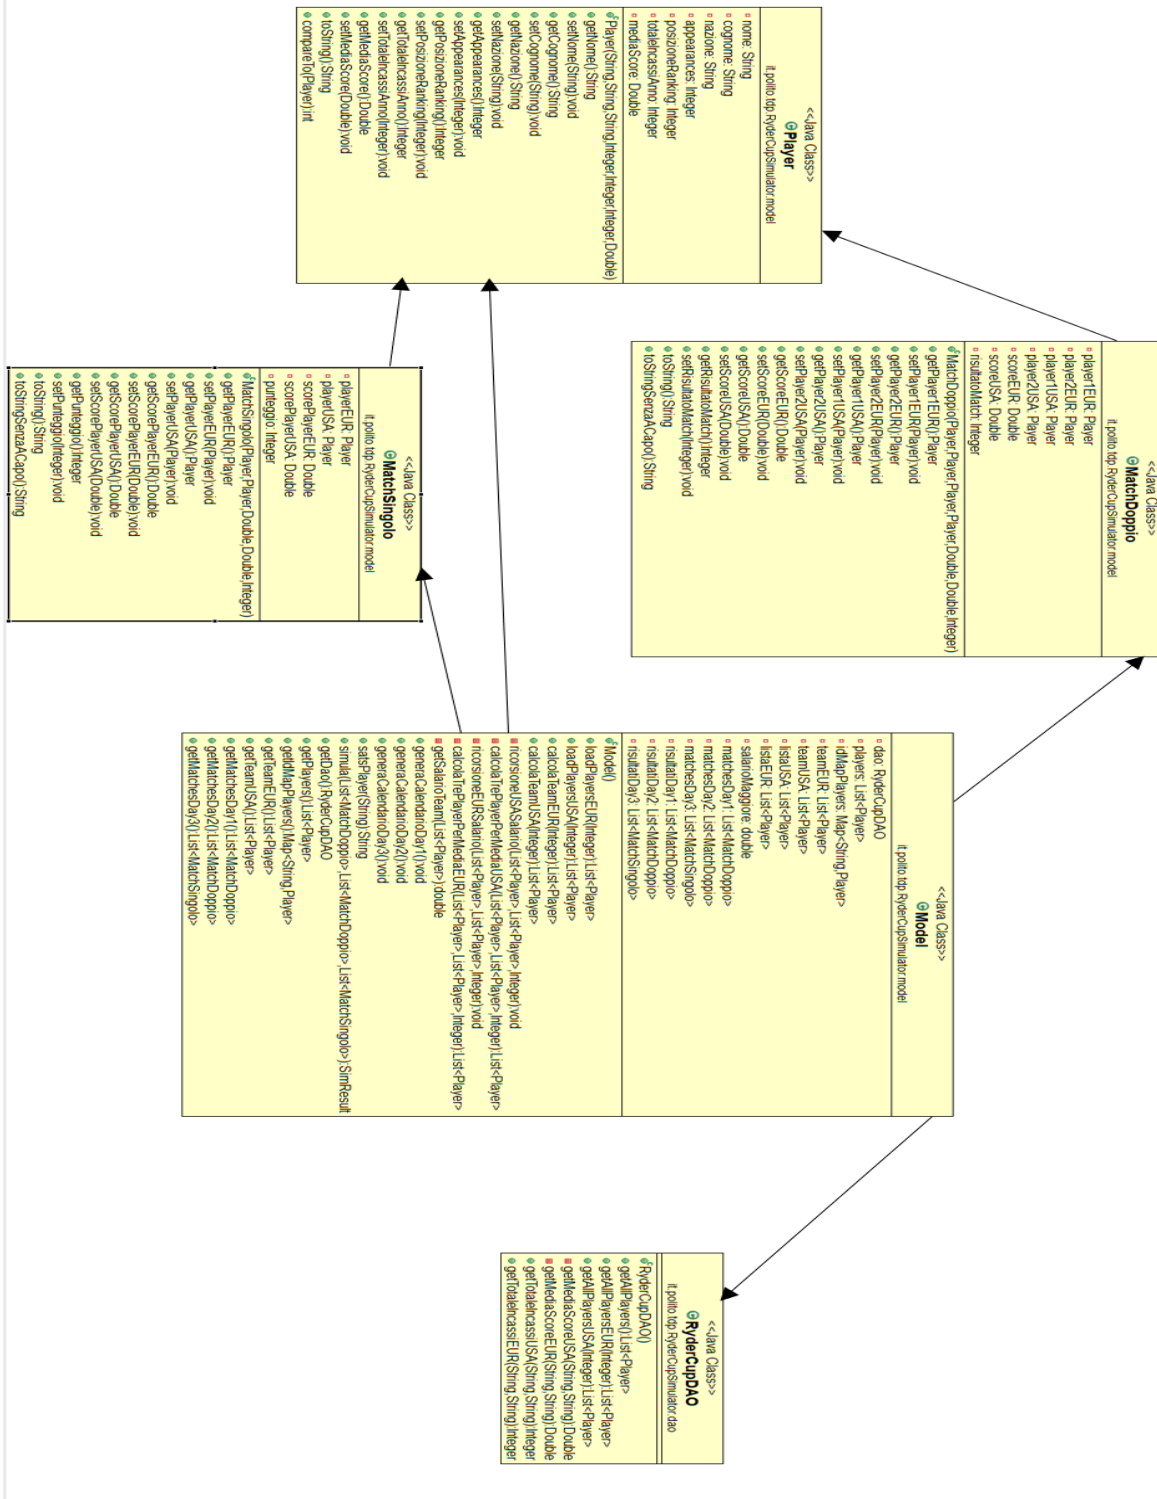 <<Java Class>>
Player
it.polito.tdp.RyderCupSimulator.model
nome: String
cognome: String
nazione: String
appearances: Integer
posizioneRanking: Integer
totaleIncassiAnno: Integer
mediaScore: Double
Player(String,String,String,Integer,Integer,Integer,Double)
getNome():String
setNome(String):void
getCognome():String
setCognome(String):void
getNazione():String
setNazione(String):void
getAppearances():Integer
setAppearances(Integer):void
getPosizioneRanking():Integer
setPosizioneRanking(Integer):void
getTotaleIncassiAnno():Integer
setTotaleIncassiAnno(Integer):void
getMediaScore():Double
setMediaScore(Double):void
toString():String
compareTo(Player):int
<<Java Class>>
MatchDoppio
it.polito.tdp.RyderCupSimulator.model
player1EUR: Player
player2EUR: Player
player1USA: Player
player2USA: Player
scoreEUR: Double
scoreUSA: Double
risultatoMatch: Integer
MatchDoppio(Player,Player,Player,Player,Double,Double,Integer)
getPlayer1EUR():Player
setPlayer1EUR(Player):void
getPlayer2EUR():Player
setPlayer2EUR(Player):void
getPlayer1USA():Player
setPlayer1USA(Player):void
getPlayer2USA():Player
setPlayer2USA(Player):void
getScoreEUR():Double
setScoreEUR(Double):void
getScoreUSA():Double
setScoreUSA(Double):void
getRisultatoMatch():Integer
setRisultatoMatch(Integer):void
toString():String
toStringSenzaACapo():String
<<Java Class>>
MatchSingolo
it.polito.tdp.RyderCupSimulator.model
playerEUR: Player
playerUSA: Player
scorePlayerEUR: Double
scorePlayerUSA: Double
punteggio: Integer
MatchSingolo(Player,Player,Double,Double,Integer)
getPlayerEUR():Player
setPlayerEUR(Player):void
getPlayerUSA():Player
setPlayerUSA(Player):void
getScorePlayerEUR():Double
setScorePlayerEUR(Double):void
getScorePlayerUSA():Double
setScorePlayerUSA(Double):void
getPunteggio():Integer
setPunteggio(Integer):void
toString():String
toStringSenzaACapo():String
<<Java Class>>
Model
it.polito.tdp.RyderCupSimulator.model
dao: RyderCupDAO
players: List<Player>
idMapPlayers: Map<String,Player>
teamEUR: List<Player>
teamUSA: List<Player>
listaUSA: List<Player>
listaEUR: List<Player>
salarioMaggiore: double
matchesDay1: List<MatchDoppio>
matchesDay2: List<MatchDoppio>
matchesDay3: List<MatchSingolo>
risultatiDay1: List<MatchDoppio>
risultatiDay2: List<MatchDoppio>
risultatiDay3: List<MatchSingolo>
Model()
loadPlayersEUR(Integer):List<Player>
loadPlayersUSA(Integer):List<Player>
calcolaTeamEUR(Integer):List<Player>
calcolaTeamUSA(Integer):List<Player>
ricorsioneUSASalario(List<Player>,List<Player>,Integer):void
calcolaTrePlayerPerMediaUSA(List<Player>,List<Player>,Integer):List<Player>
ricorsioneEURSalario(List<Player>,List<Player>,Integer):void
calcolaTrePlayerPerMediaEUR(List<Player>,List<Player>,Integer):List<Player>
getSalarioTeam(List<Player>):double
generaCalendarioDay1():void
generaCalendarioDay2():void
generaCalendarioDay3():void
satsPlayer(String):String
simula(List<MatchDoppio>,List<MatchDoppio>,List<MatchSingolo>):SimResult
getDao():RyderCupDAO
getPlayers():List<Player>
getIdMapPlayers():Map<String,Player>
getTeamEUR():List<Player>
getTeamUSA():List<Player>
getMatchesDay1():List<MatchDoppio>
getMatchesDay2():List<MatchDoppio>
getMatchesDay3():List<MatchSingolo>
<<Java Class>>
RyderCupDAO
it.polito.tdp.RyderCupSimulator.dao
RyderCupDAO()
getAllPlayers():List<Player>
getAllPlayersEUR(Integer):List<Player>
getAllPlayersUSA(Integer):List<Player>
getMediaScoreUSA(String,String):Double
getMediaScoreEUR(String,String):Double
getTotaleIncassiUSA(String,String):Integer
getTotaleIncassiEUR(String,String):Integer